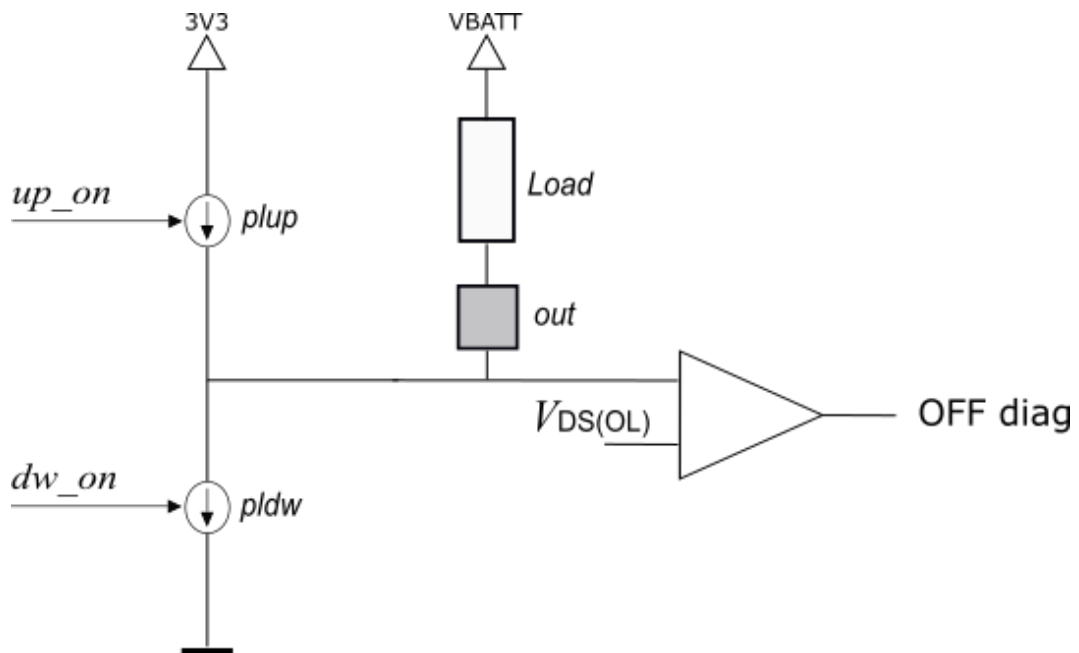 3V3
VBATT
up_on
plup
Load
out
VDS(OL)
OFF diag
dw_on
pldw